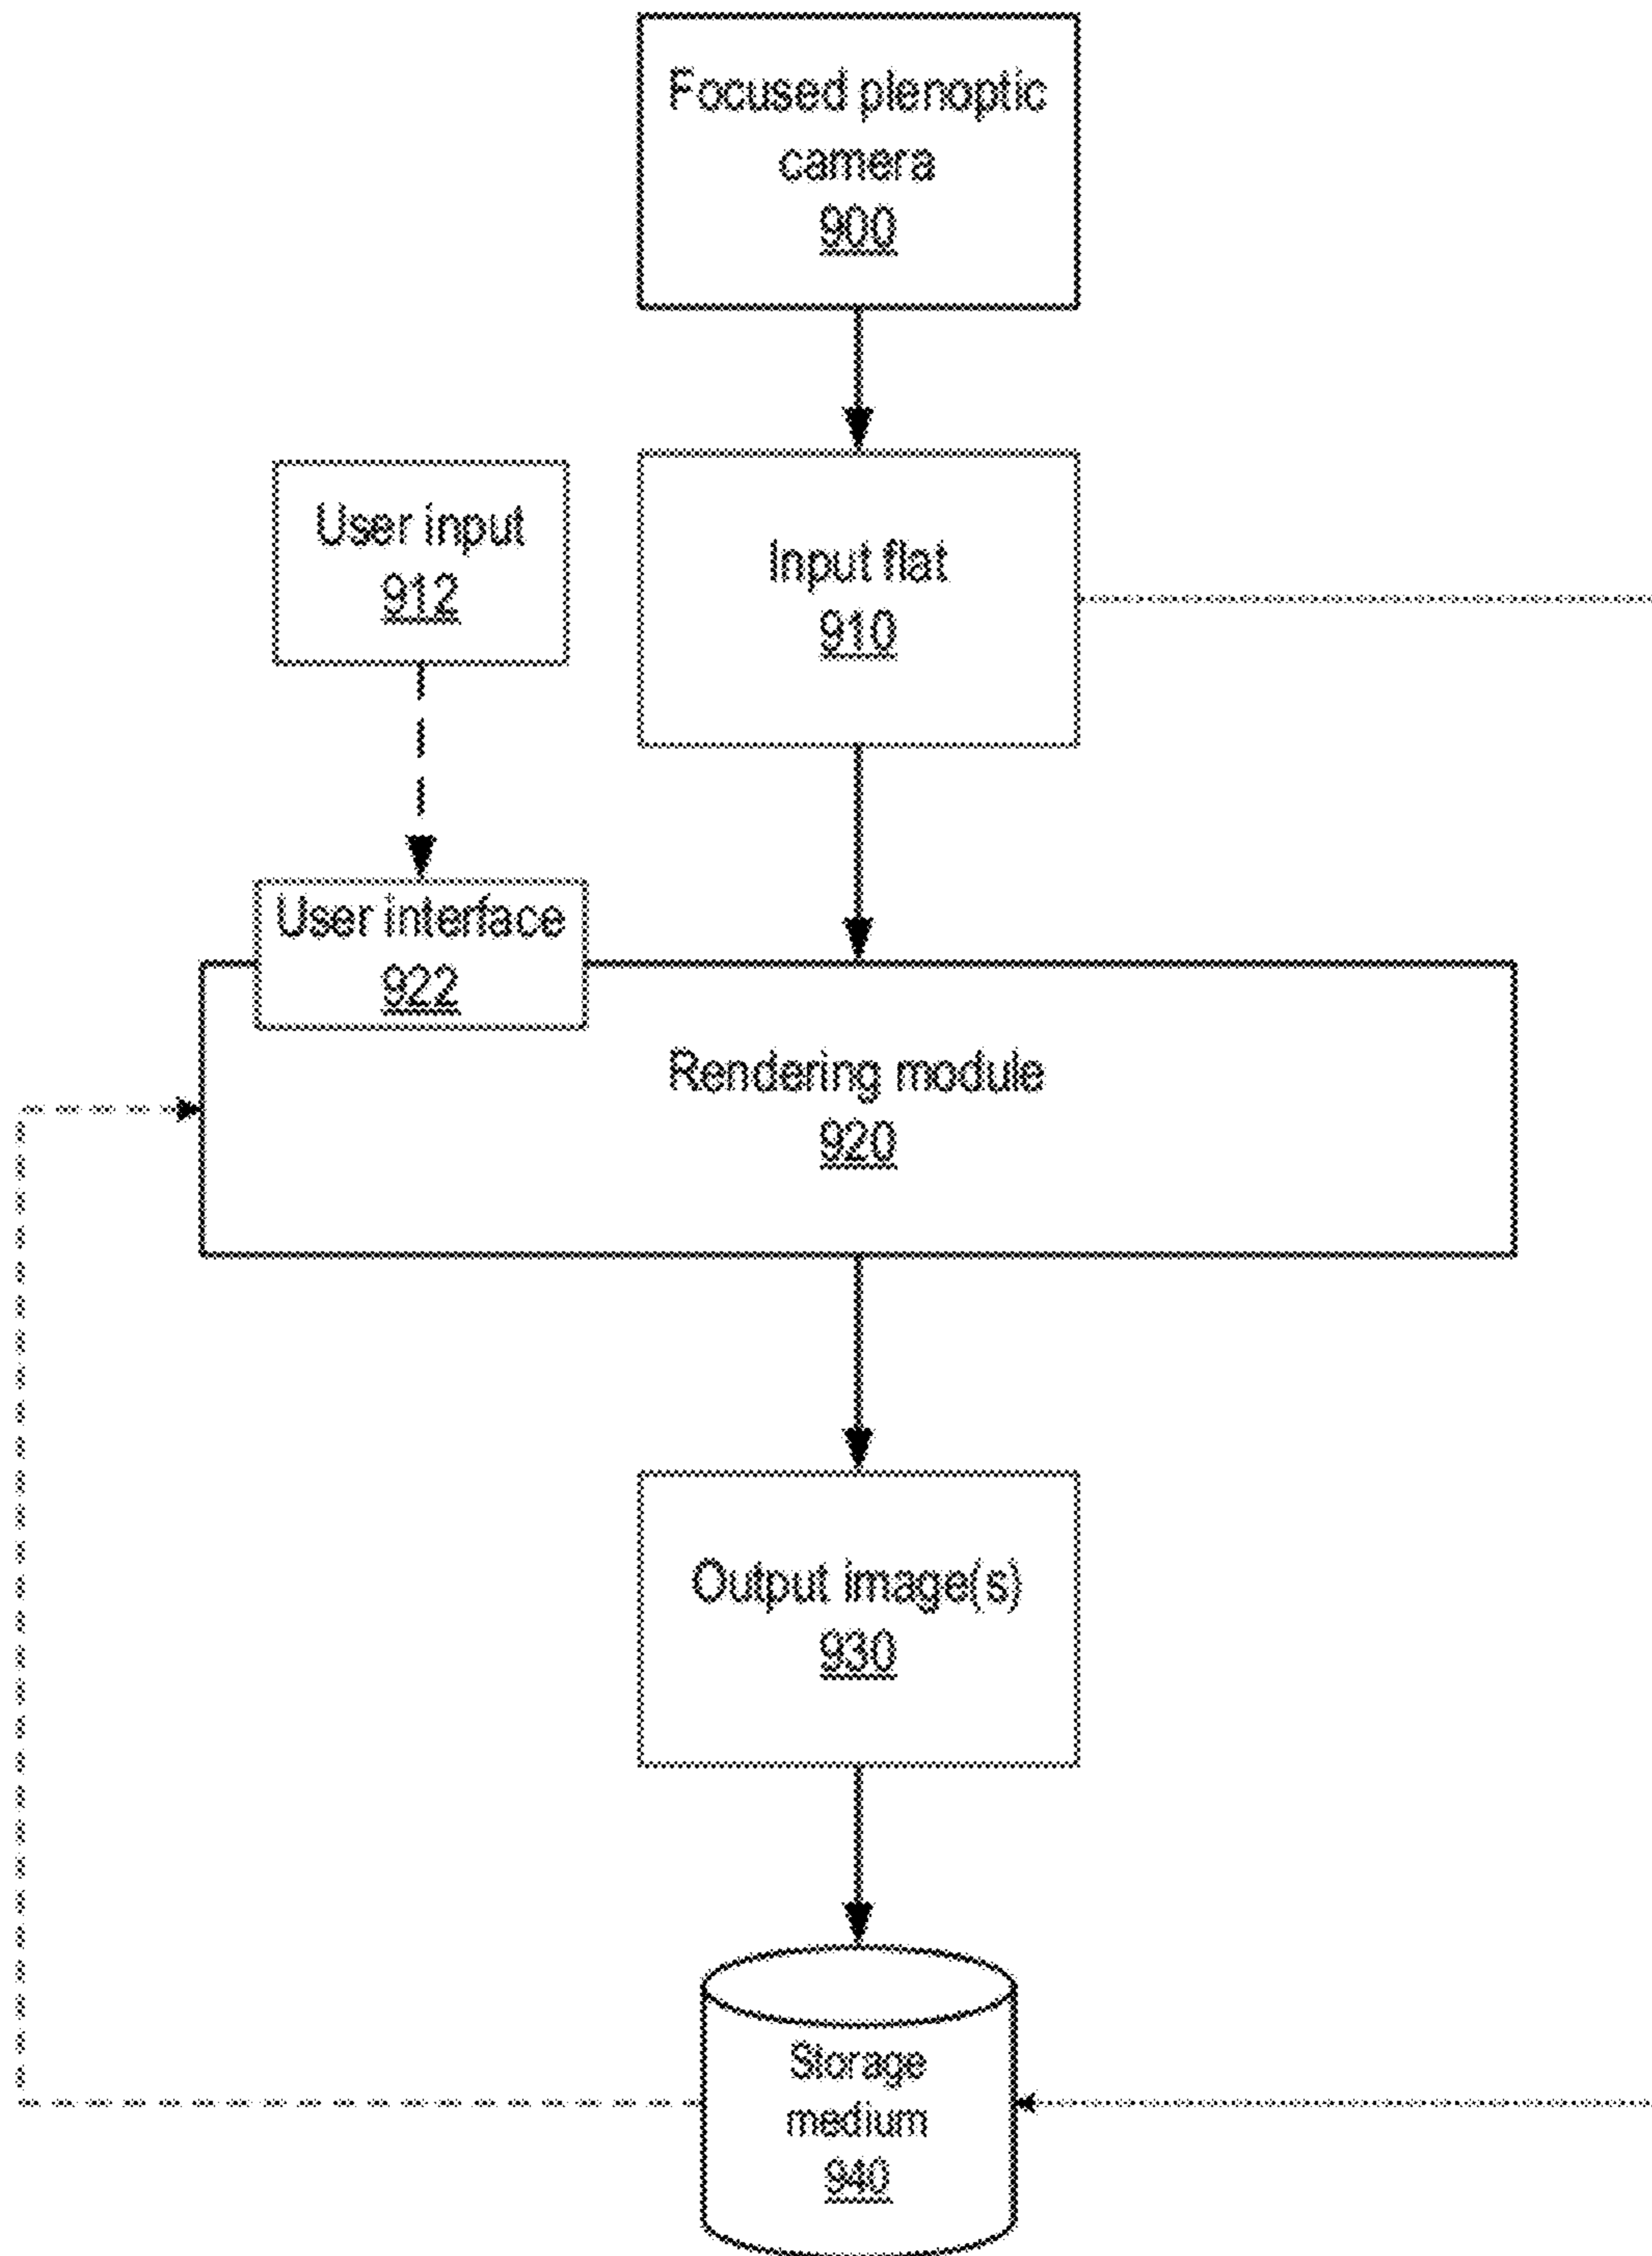 Focused plenoptic
camera
900
User input
912
Input flat
910
User interface
922
Rendering module
920
Output image(s)
930
Storage
medium
940